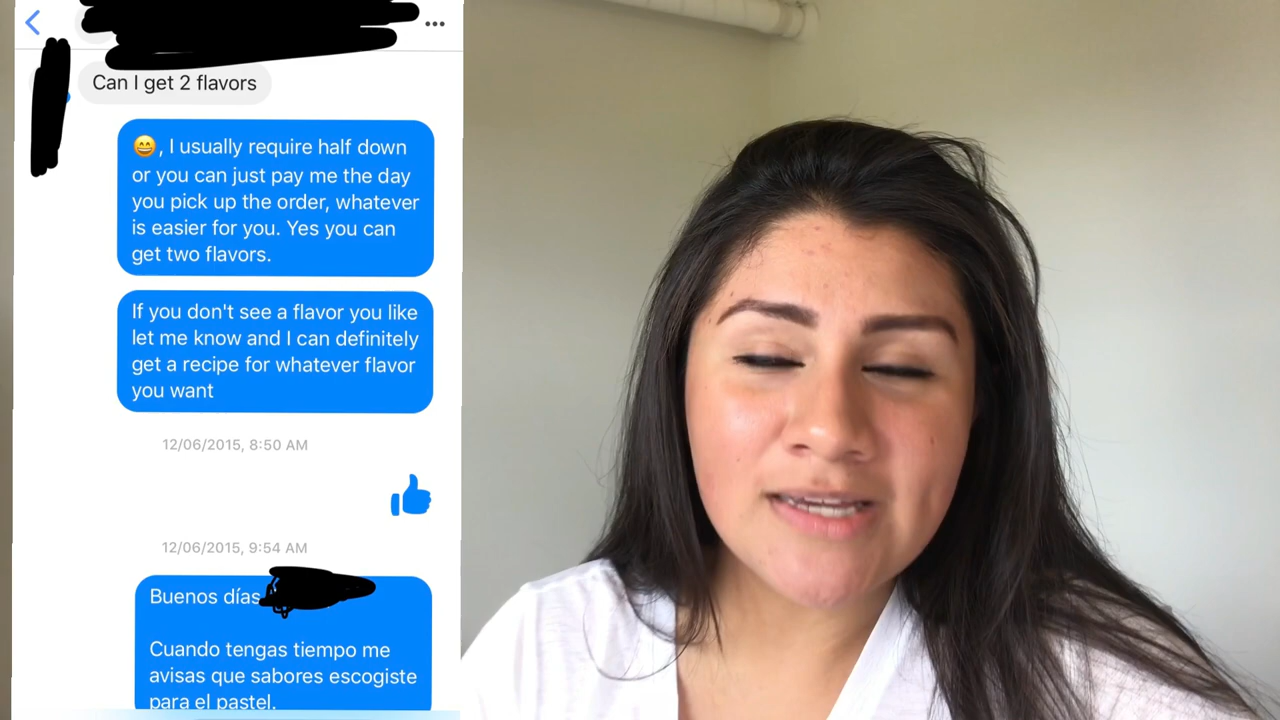 Can I get 2 flavors
😄, I usually require half down
or you can just pay me the day
you pick up the order, whatever
is easier for you. Yes you can
get two flavors.
If you don't see a flavor you like
let me know and I can definitely
get a recipe for whatever flavor
you want
12/06/2015, 8:50 AM
12/06/2015, 9:54 AM
Buenos días
Cuando tengas tiempo me
avisas que sabores escogiste
para el pastel.